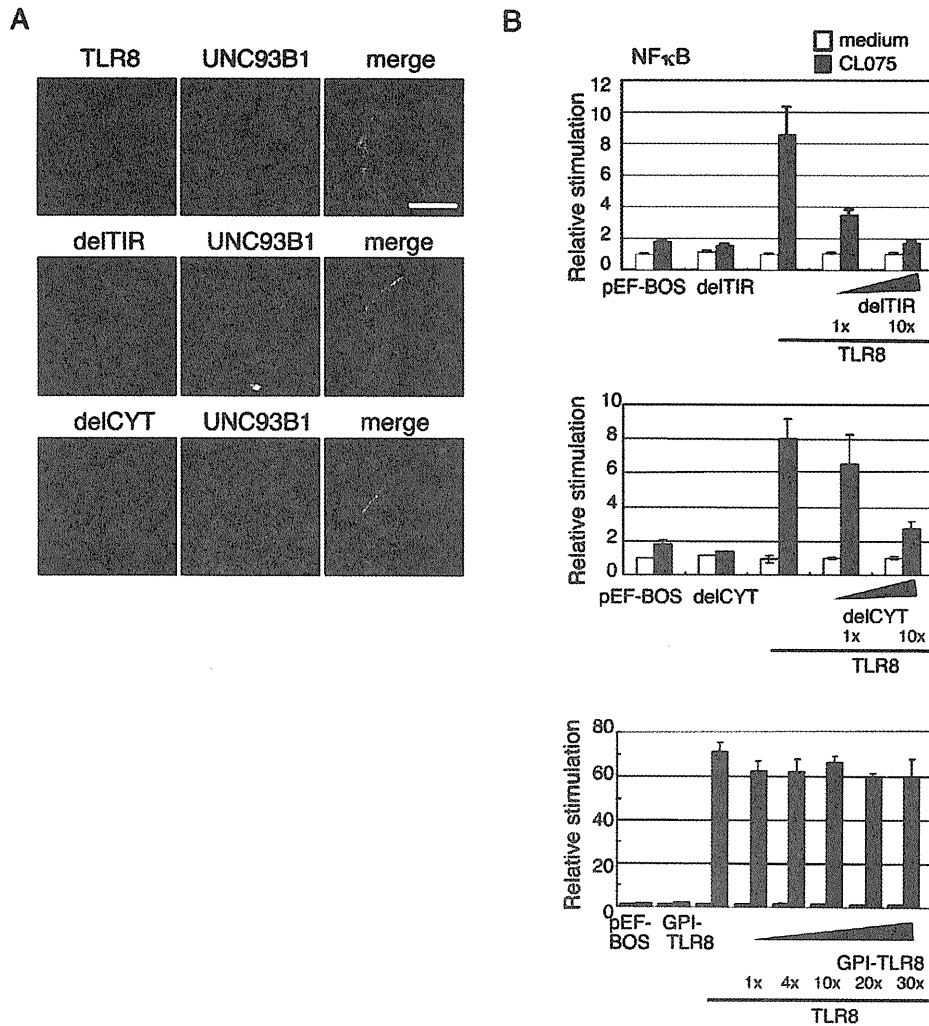 A
TLR8 UNC93B1 merge
delTIR UNC93B1 merge
delCYT UNC93B1 merge
B
NFκB
medium
CL075
Relative stimulation
12
10
8
6
4
2
0
pEF-BOS delTIR
delTIR
1x 10x
TLR8
Relative stimulation
10
8
6
4
2
0
pEF-BOS delCYT
delCYT
1x 10x
TLR8
Relative stimulation
80
60
40
20
0
pEF-BOS
GPI-TLR8
GPI-TLR8
1x 4x 10x 20x 30x
TLR8